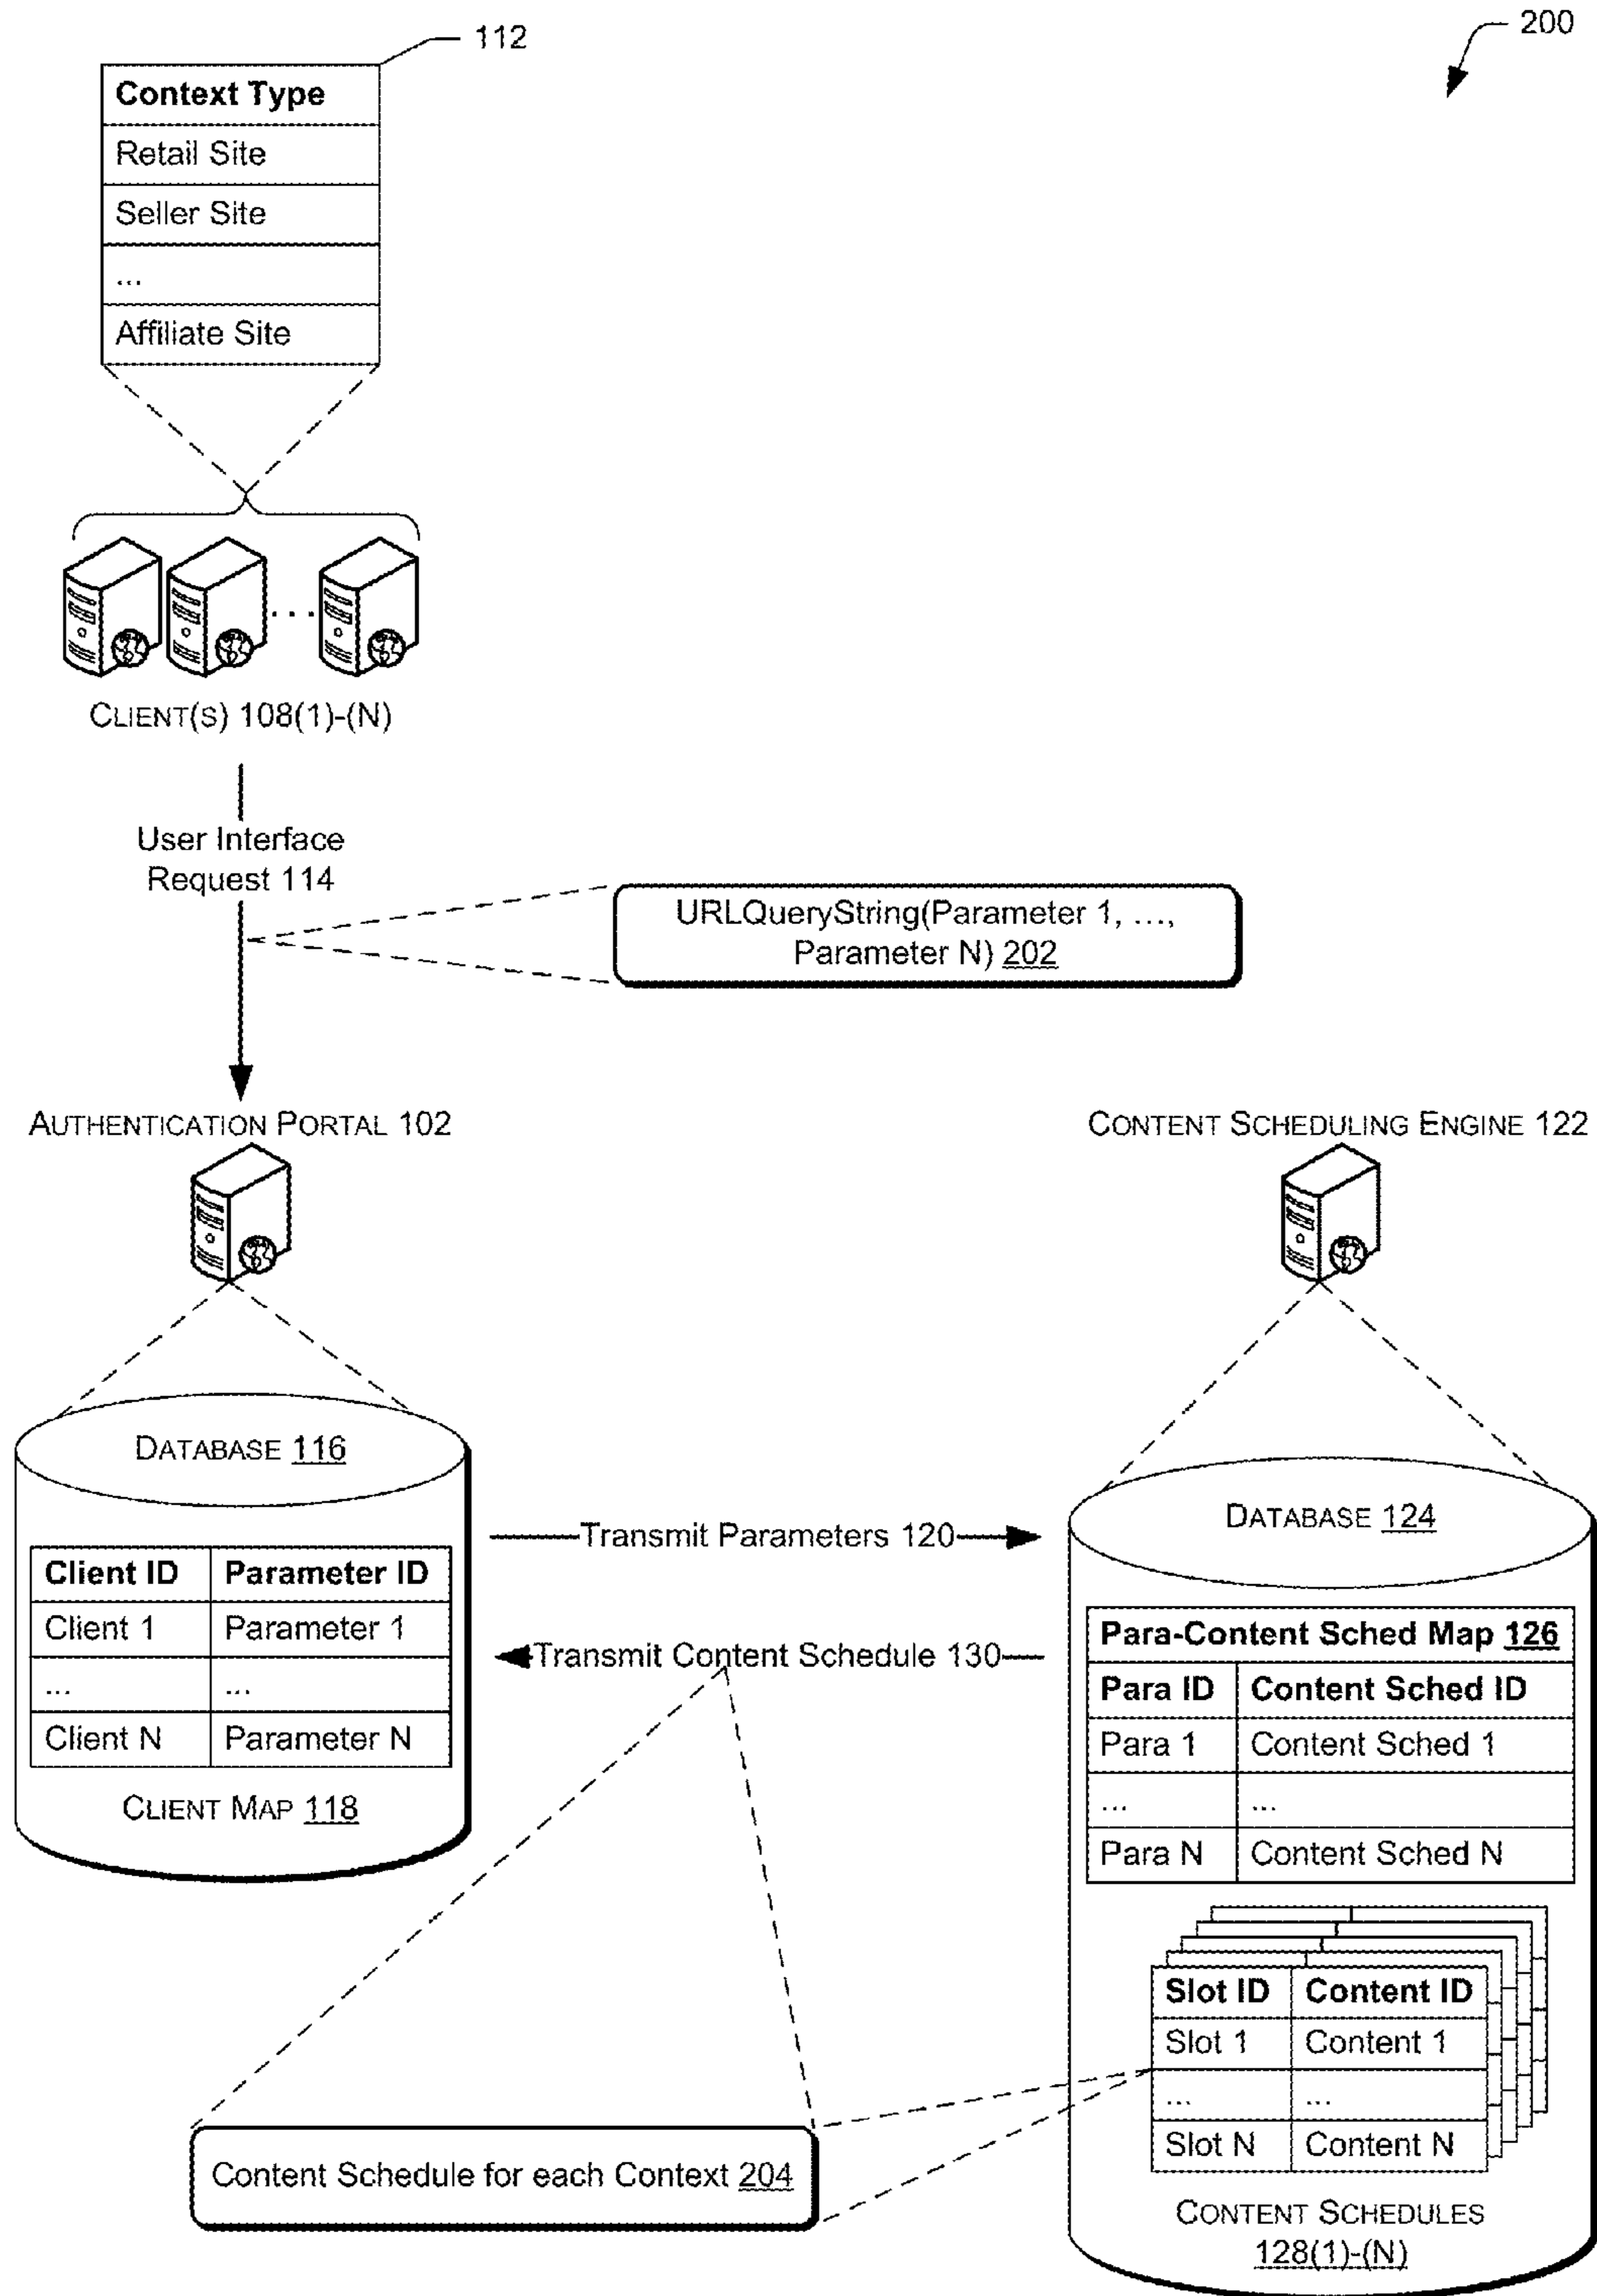 200
112
Context Type
Retail Site
Seller Site
...
Affiliate Site
...
CLIENT(S) 108(1)-(N)
User Interface
Request 114
URLQueryString(Parameter 1, ...,
Parameter N) 202
AUTHENTICATION PORTAL 102
CONTENT SCHEDULING ENGINE 122
DATABASE 116
Client ID Parameter ID
Client 1 Parameter 1
... ...
Client N Parameter N
CLIENT MAP 118
Transmit Parameters 120
Transmit Content Schedule 130
DATABASE 124
Para-Content Sched Map 126
Para ID Content Sched ID
Para 1 Content Sched 1
... ...
Para N Content Sched N
Slot ID Content ID
Slot 1 Content 1
... ...
Slot N Content N
CONTENT SCHEDULES
128(1)-(N)
Content Schedule for each Context 204